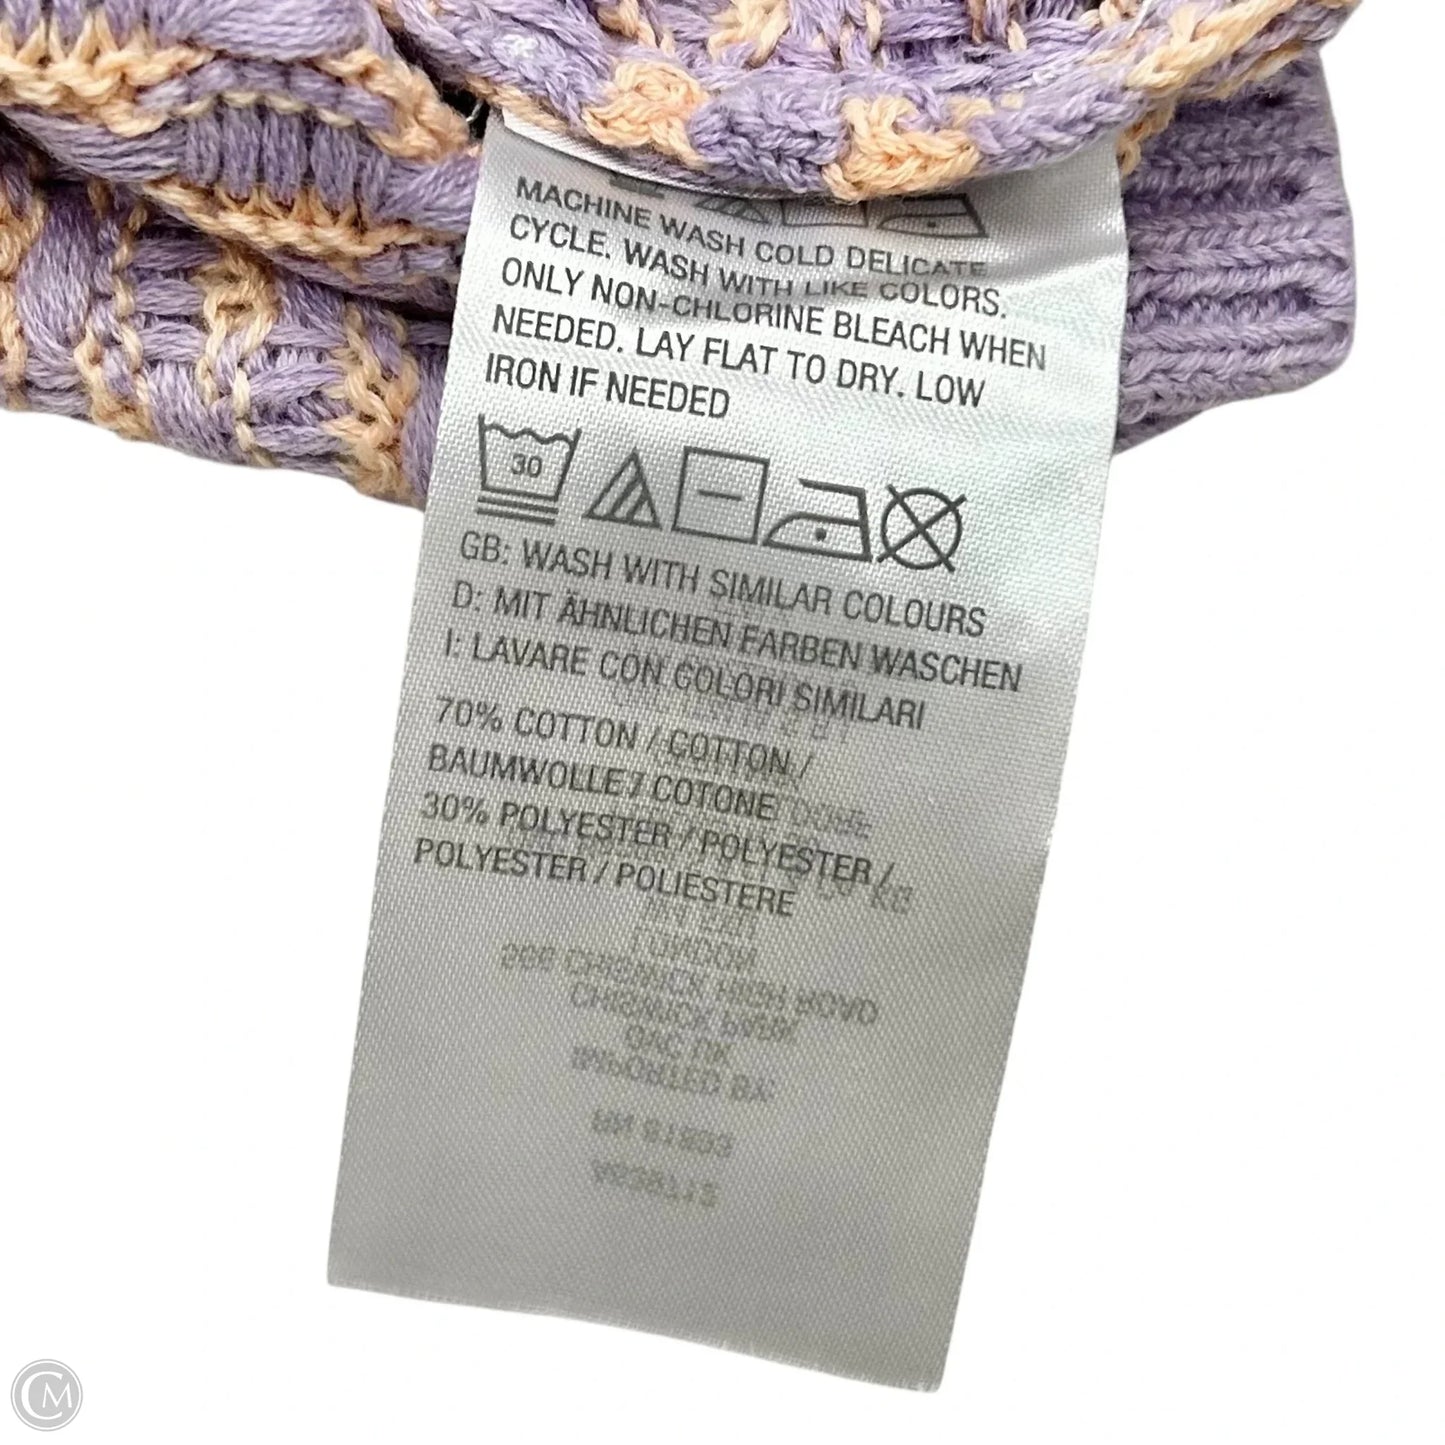 MACHINE WASH COLD DELICATE
CYCLE. WASH WITH LIKE COLORS.
ONLY NON-CHLORINE BLEACH WHEN
NEEDED. LAY FLAT TO DRY. LOW
IRON IF NEEDED
30
GB: WASH WITH SIMILAR COLOURS
D: MIT ÄHNLICHEN FARBEN WASCHEN
I: LAVARE CON COLORI SIMILARI
70% COTTON / COTTON /
BAUMWOLLE / COTONE
30% POLYESTER / POLYESTER /
POLYESTER / POLIESTERE
CM